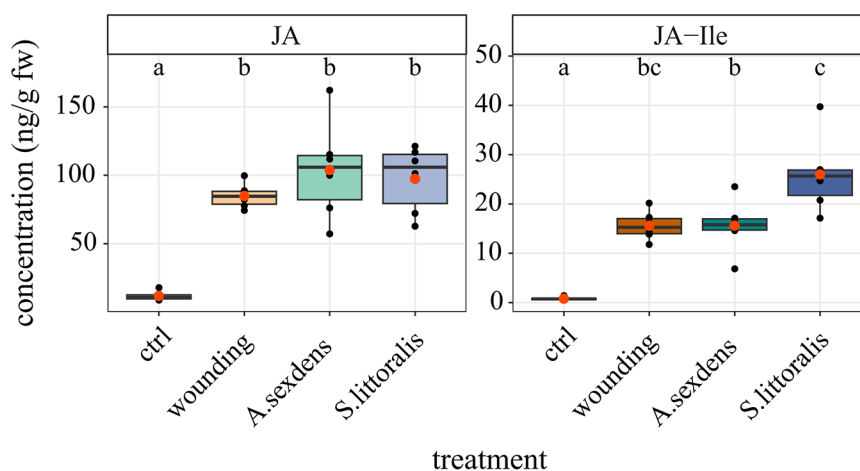 JA
JA−Ile
a b b b
a bc b c
concentration (ng/g fw)
150
100
50
50
40
30
20
10
0
ctrl
wounding
A.sexdens
S.littoralis
ctrl
wounding
A.sexdens
S.littoralis
treatment